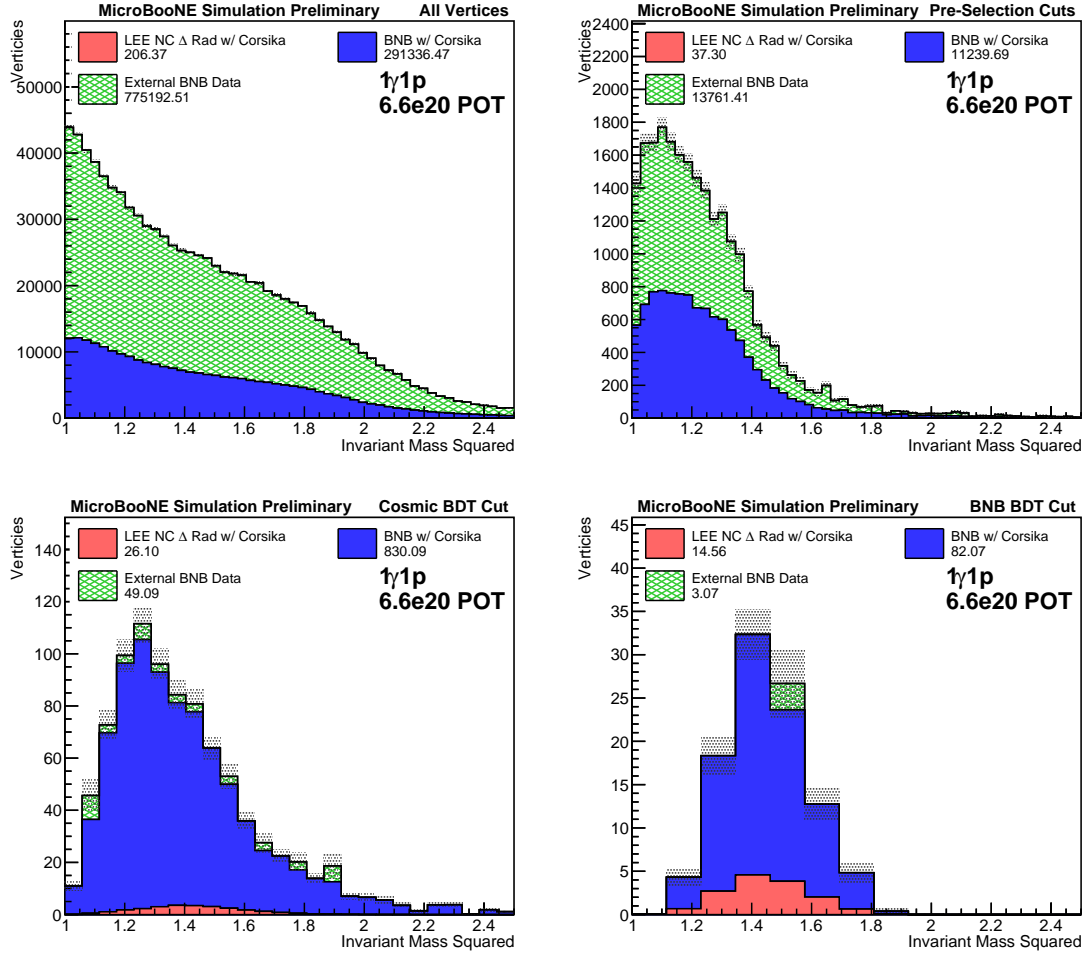 MicroBooNE Simulation Preliminary All Vertices
Verticies
LEE NC Δ Rad w/ Corsika
206.37
BNB w/ Corsika
291336.47
External BNB Data
775192.51
1γ1p
6.6e20 POT
50000
40000
30000
20000
10000
0
1 1.2 1.4 1.6 1.8 2 2.2 2.4
Invariant Mass Squared
MicroBooNE Simulation Preliminary Pre-Selection Cuts
Verticies
LEE NC Δ Rad w/ Corsika
37.30
BNB w/ Corsika
11239.69
External BNB Data
13761.41
1γ1p
6.6e20 POT
2400
2200
2000
1800
1600
1400
1200
1000
800
600
400
200
0
1 1.2 1.4 1.6 1.8 2 2.2 2.4
Invariant Mass Squared
MicroBooNE Simulation Preliminary Cosmic BDT Cut
Verticies
LEE NC Δ Rad w/ Corsika
26.10
BNB w/ Corsika
830.09
External BNB Data
49.09
1γ1p
6.6e20 POT
140
120
100
80
60
40
20
0
1 1.2 1.4 1.6 1.8 2 2.2 2.4
Invariant Mass Squared
MicroBooNE Simulation Preliminary BNB BDT Cut
Verticies
LEE NC Δ Rad w/ Corsika
14.56
BNB w/ Corsika
82.07
External BNB Data
3.07
1γ1p
6.6e20 POT
45
40
35
30
25
20
15
10
5
0
1 1.2 1.4 1.6 1.8 2 2.2 2.4
Invariant Mass Squared